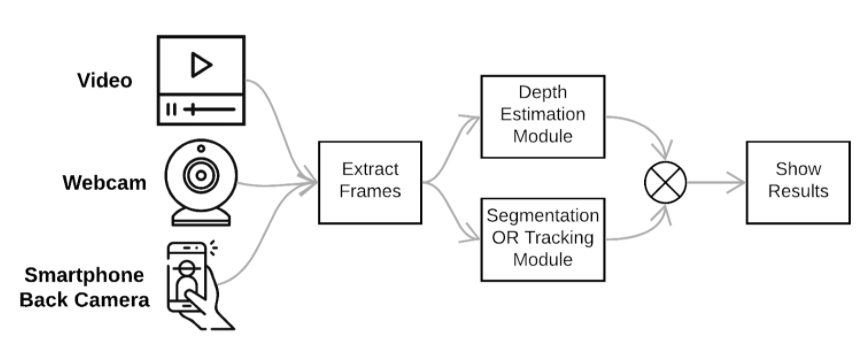 Video
Webcam
Smartphone
Back Camera
Extract
Frames
Depth
Estimation
Module
Segmentation
OR Tracking
Module
Show
Results